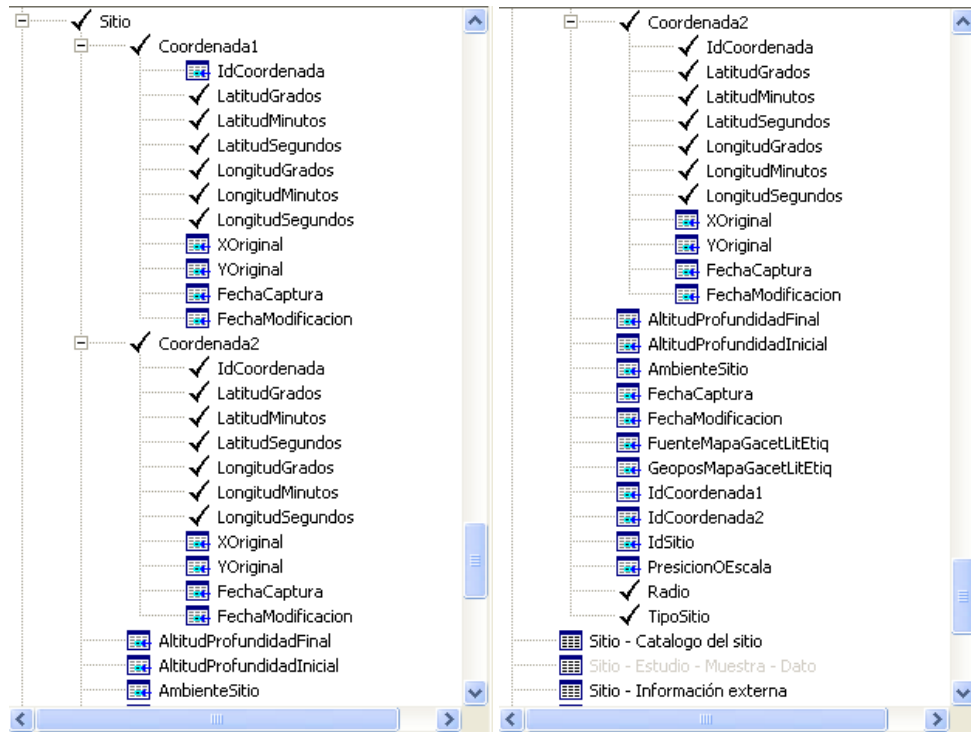 Sitio
Coordenada1
IdCoordenada
LatitudGrados
LatitudMinutos
LatitudSegundos
LongitudGrados
LongitudMinutos
LongitudSegundos
XOriginal
YOriginal
FechaCaptura
FechaModificacion
Coordenada2
IdCoordenada
LatitudGrados
LatitudMinutos
LatitudSegundos
LongitudGrados
LongitudMinutos
LongitudSegundos
XOriginal
YOriginal
FechaCaptura
FechaModificacion
AltitudProfundidadFinal
AltitudProfundidadInicial
AmbienteSitio
Coordenada2
IdCoordenada
LatitudGrados
LatitudMinutos
LatitudSegundos
LongitudGrados
LongitudMinutos
LongitudSegundos
XOriginal
YOriginal
FechaCaptura
FechaModificacion
AltitudProfundidadFinal
AltitudProfundidadInicial
AmbienteSitio
FechaCaptura
FechaModificacion
FuenteMapaGacetLitEtiq
GeoposMapaGacetLitEtiq
IdCoordenada1
IdCoordenada2
IdSitio
PresicionOEscala
Radio
TipoSitio
Sitio - Catalogo del sitio
Sitio - Estudio - Muestra - Dato
Sitio - Información externa